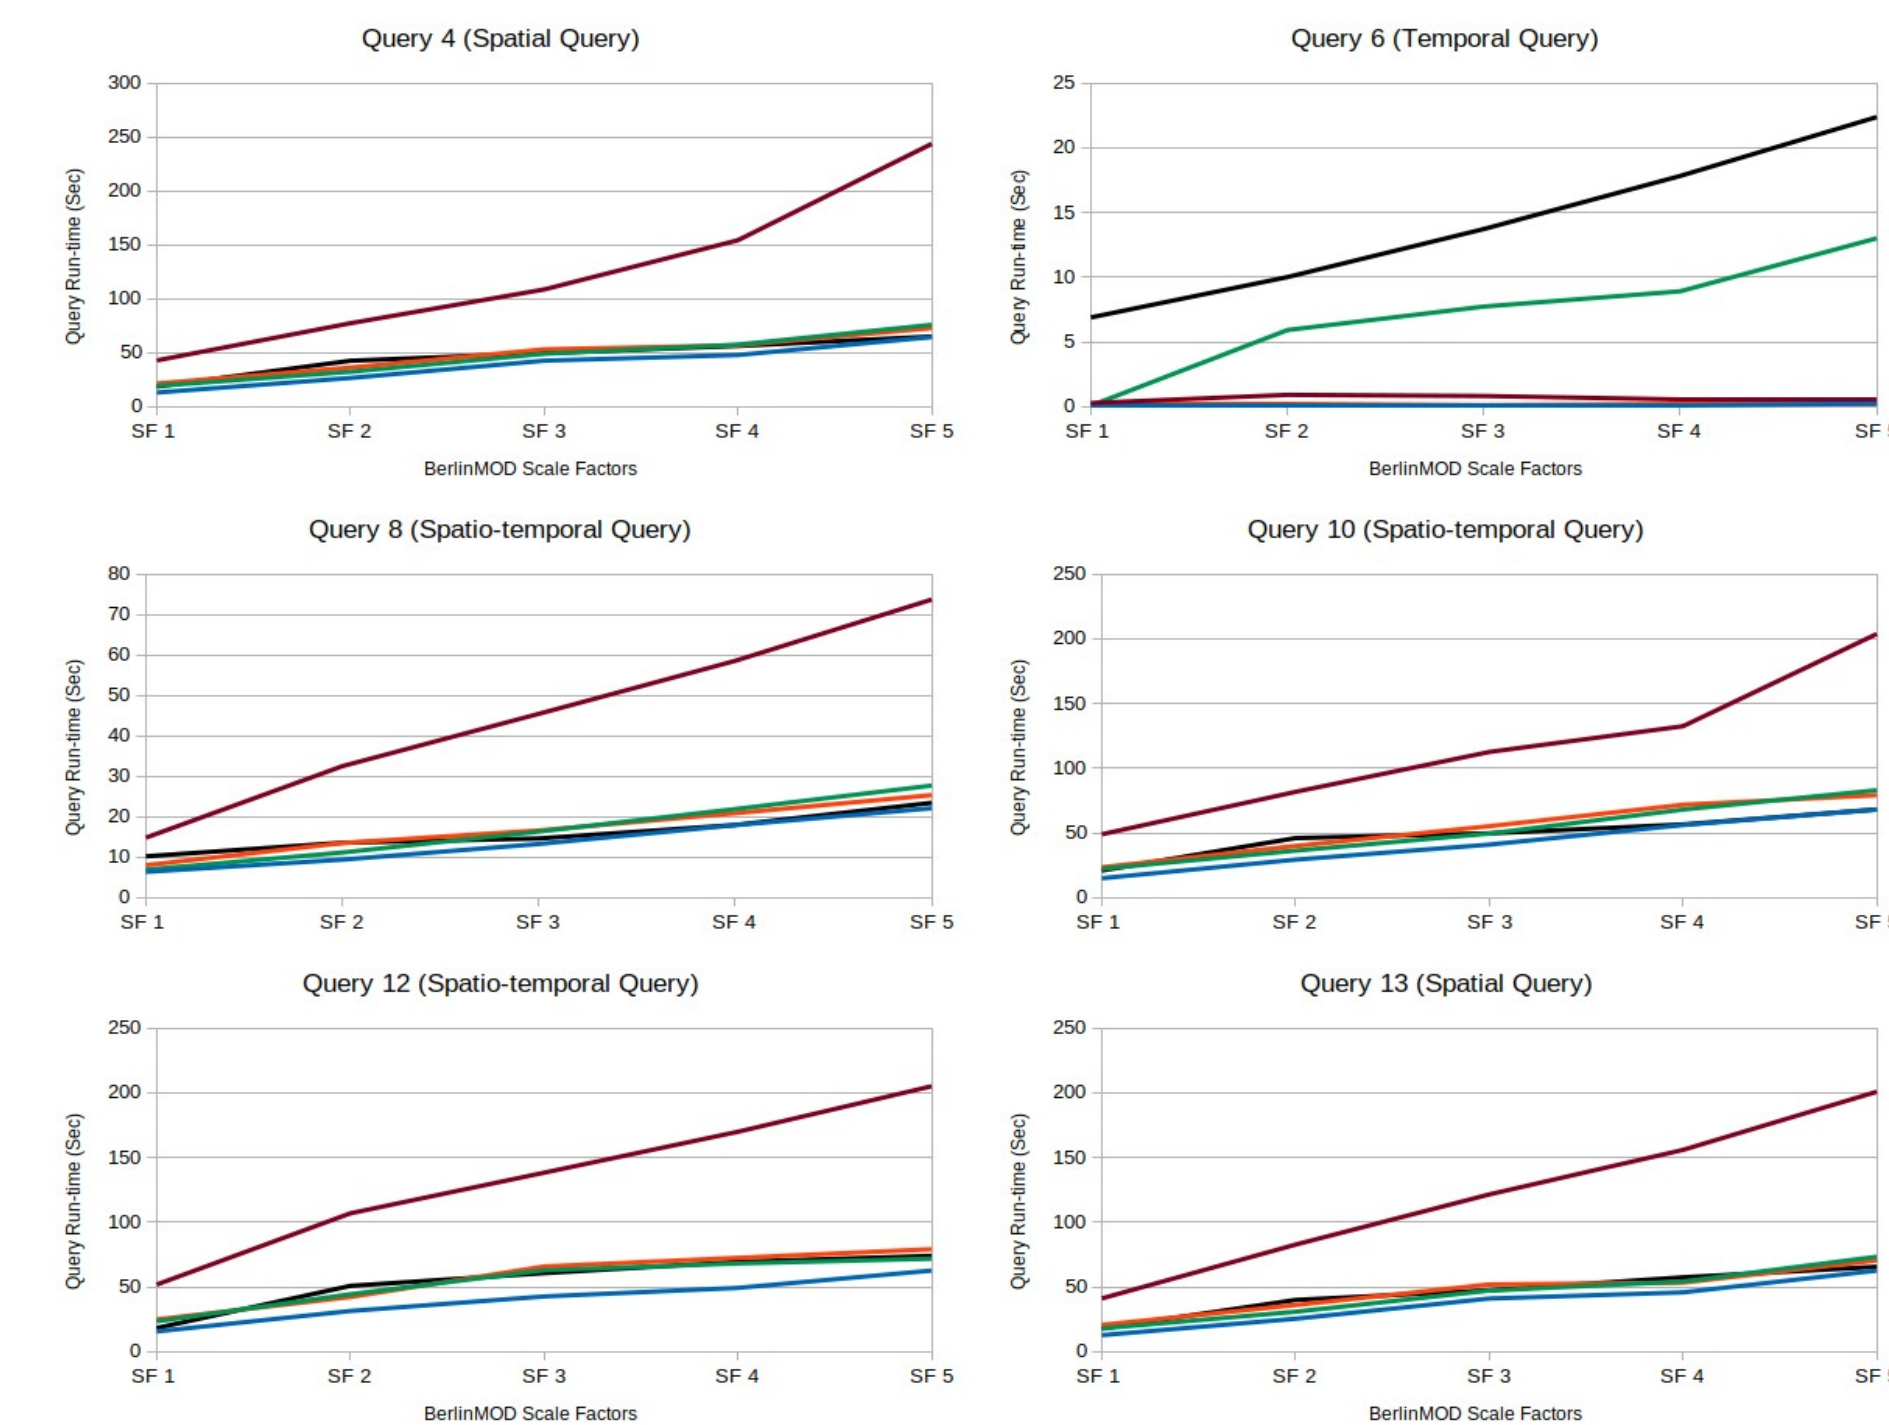 Query 4 (Spatial Query)
300
250
200
150
100
50
0
Query Run-time (Sec)
SF 1 SF 2 SF 3 SF 4 SF 5
BerlinMOD Scale Factors
Query 6 (Temporal Query)
25
20
15
10
5
0
Query Run-time (Sec)
SF 1 SF 2 SF 3 SF 4 SF
BerlinMOD Scale Factors
Query 8 (Spatio-temporal Query)
80
70
60
50
40
30
20
10
0
Query Run-time (Sec)
SF 1 SF 2 SF 3 SF 4 SF 5
Query 10 (Spatio-temporal Query)
250
200
150
100
50
0
Query Run-time (Sec)
SF 1 SF 2 SF 3 SF 4 SF
Query 12 (Spatio-temporal Query)
250
200
150
100
50
0
Query Run-time (Sec)
SF 1 SF 2 SF 3 SF 4 SF 5
BerlinMOD Scale Factors
Query 13 (Spatial Query)
250
200
150
100
50
0
Query Run-time (Sec)
SF 1 SF 2 SF 3 SF 4 SF
BerlinMOD Scale Factors